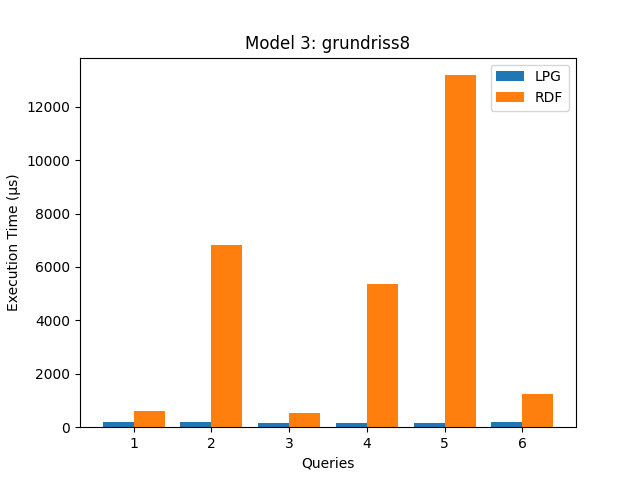 Model 3: grundriss8
LPG
RDF
Execution Time (µs)
12000
10000
8000
6000
4000
2000
0
1 2 3 4 5 6
Queries